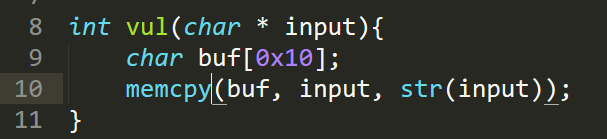 8 int vul(char * input){
9 char buf[0x10];
10 memcpy(buf, input, str(input));
11 }